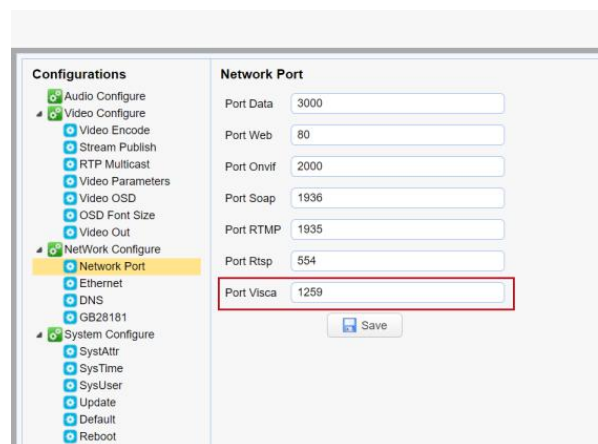 Configurations
Audio Configure
Video Configure
Video Encode
Stream Publish
RTP Multicast
Video Parameters
Video OSD
OSD Font Size
Video Out
NetWork Configure
Network Port
Ethernet
DNS
GB28181
System Configure
SystAttr
SysTime
SysUser
Update
Default
Reboot
Network Port
Port Data 3000
Port Web 80
Port Onvif 2000
Port Soap 1936
Port RTMP 1935
Port Rtsp 554
Port Visca 1259
Save